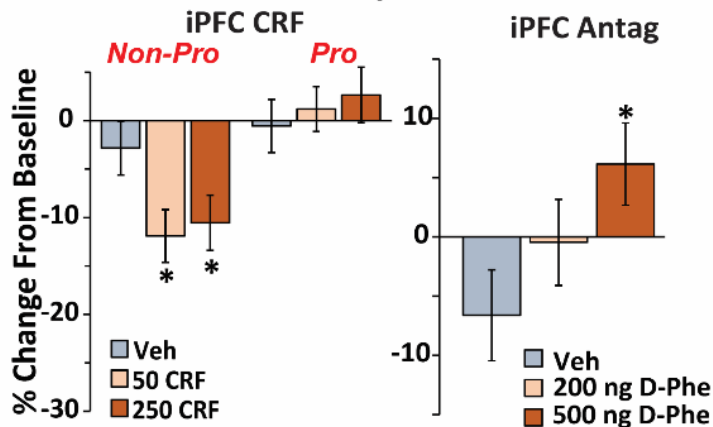 iPFC CRF
Non-Pro
Pro
% Change From Baseline
0
-10
-20
-30
*
*
Veh
50 CRF
250 CRF
iPFC Antag
10
0
-10
*
Veh
200 ng D-Phe
500 ng D-Phe